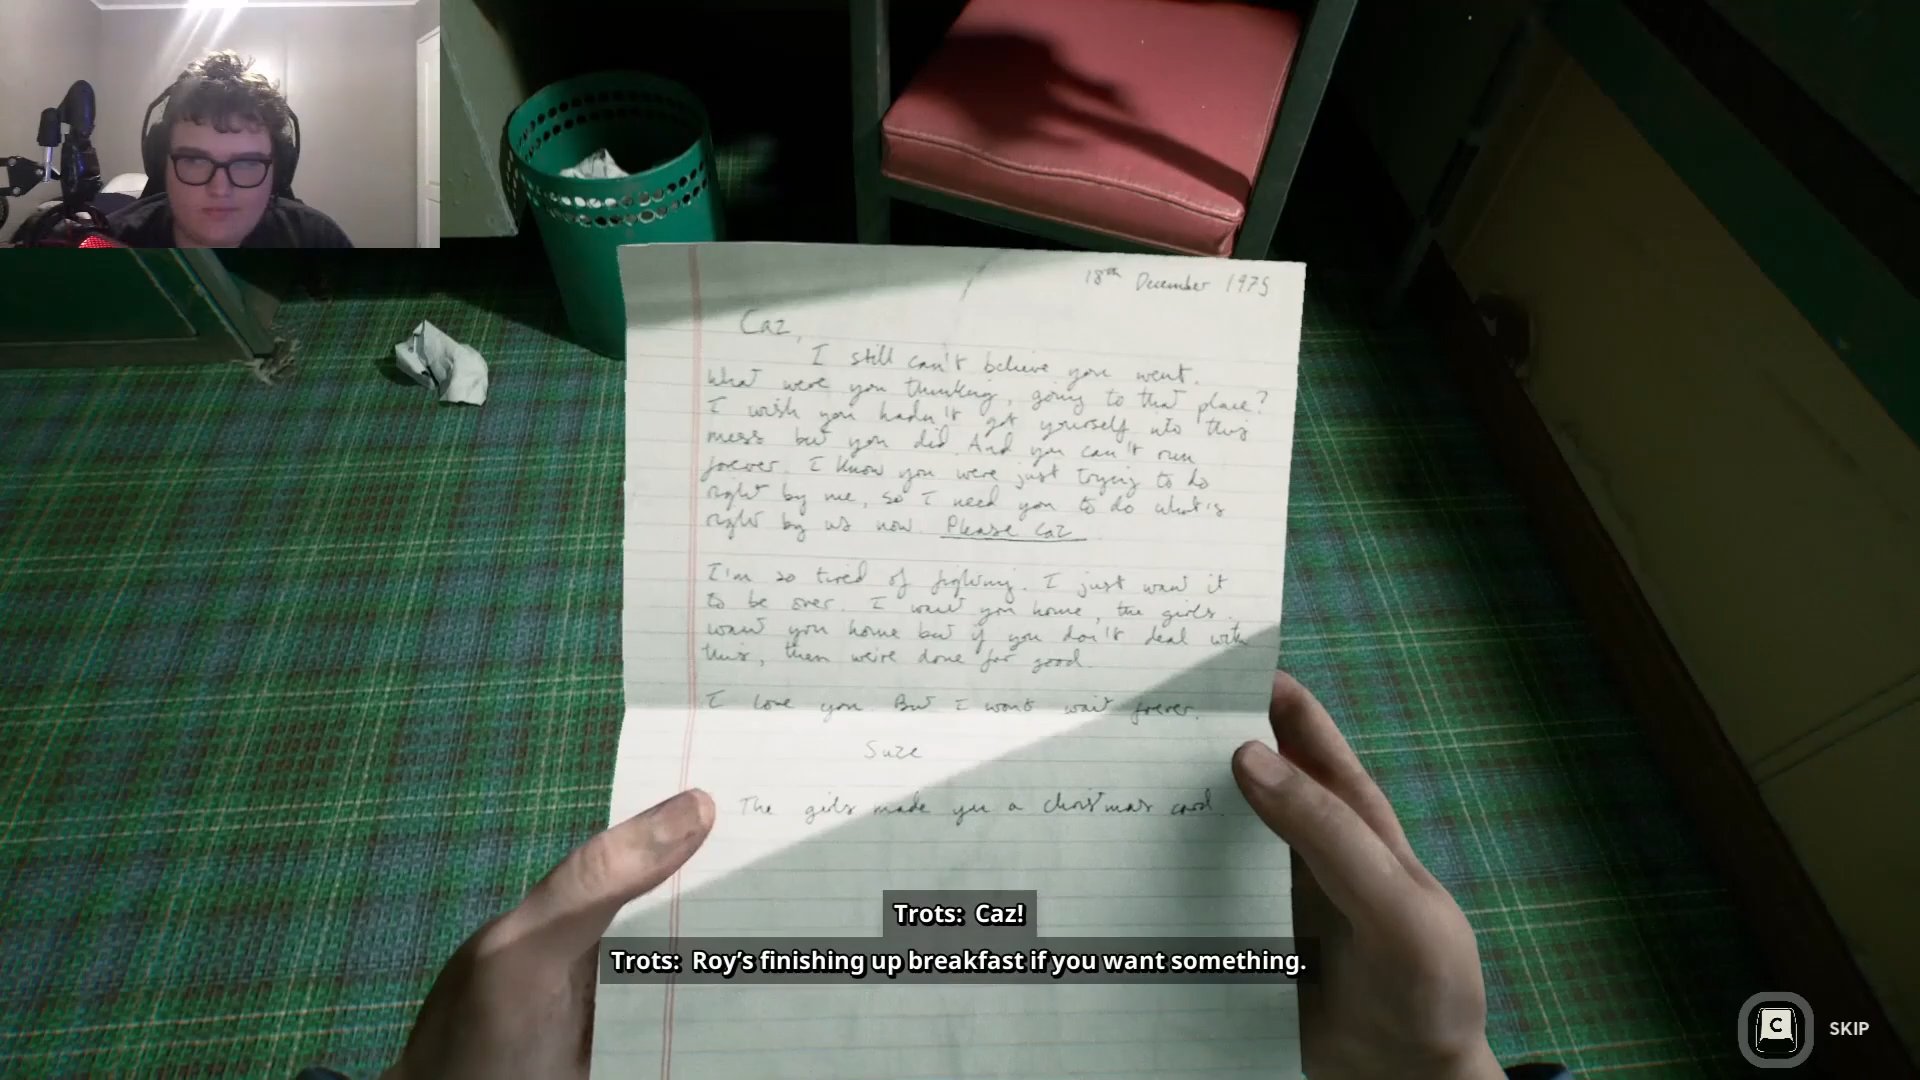 18th December 1975
Caz,
I still can't believe you went.
What were you thinking, going to that place?
I wish you hadn't got yourself into this
mess but you did. And you can't run
forever. I know you were just trying to do
right by me, so I need you to do what's
right by us now. Please Caz
I'm so tired of fighting. I just want it
to be over. I want you home, the girls
want you home but if you don't deal with
this, then we're done for good.
I love you. But I won't wait forever.
Suze
The girls made you a christmas card.
Trots: Caz!
Trots: Roy's finishing up breakfast if you want something.
C SKIP